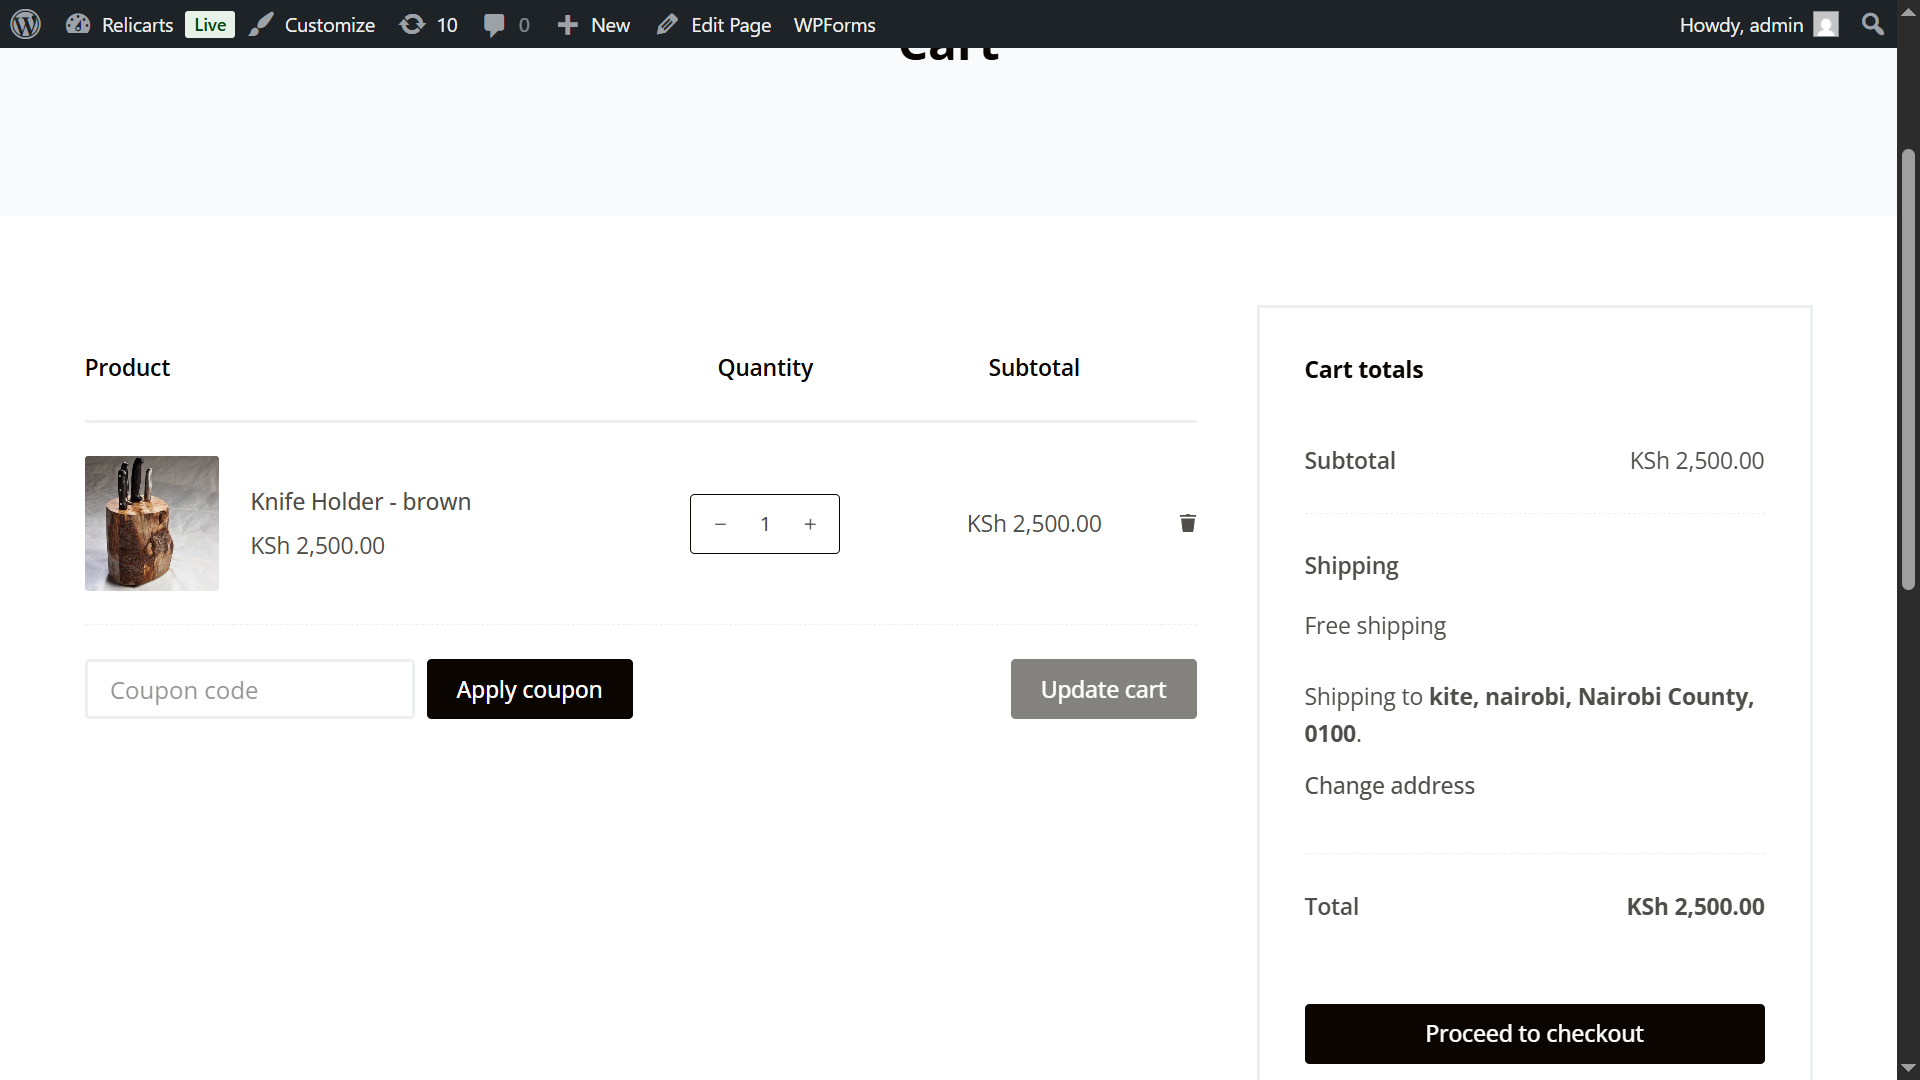 Relicarts Live Customize 10 0 New Edit Page WPForms Howdy, admin
Cart
Product Quantity Subtotal
Knife Holder - brown
KSh 2,500.00
− 1 +
KSh 2,500.00
Coupon code
Apply coupon
Update cart
Cart totals
Subtotal KSh 2,500.00
Shipping
Free shipping
Shipping to kite, nairobi, Nairobi County,
0100.
Change address
Total KSh 2,500.00
Proceed to checkout